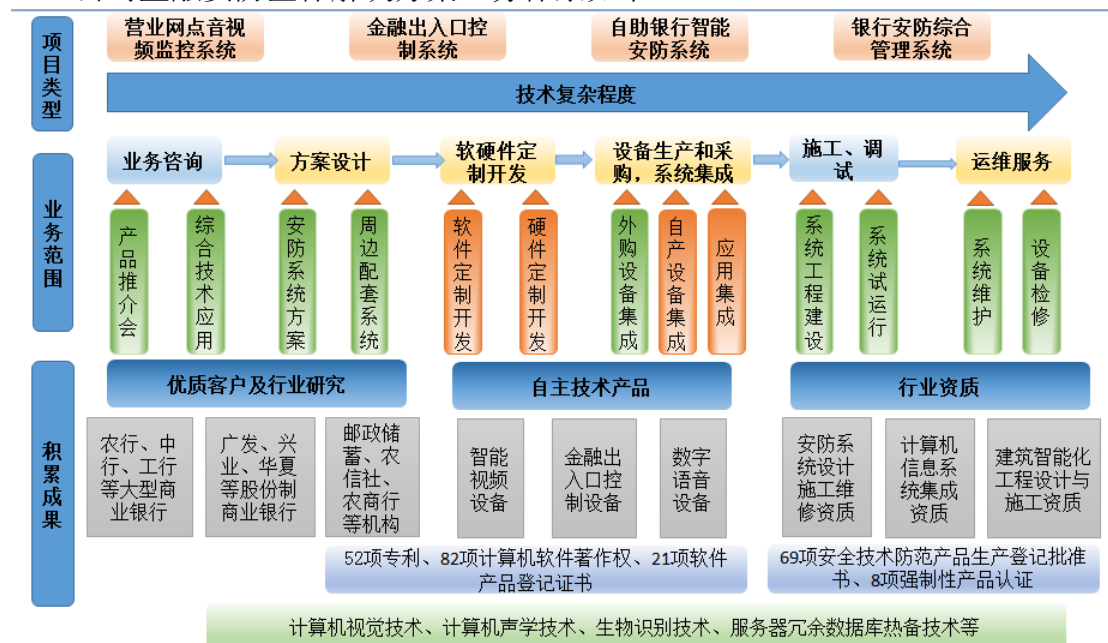 项目类型
营业网点音视
频监控系统
金融出入口控
制系统
自助银行智能
安防系统
银行安防综合
管理系统
技术复杂程度
业务范围
业务咨询
方案设计
软硬件定
制开发
设备生产和采
购，系统集成
施工、调
试
运维服务
产品推介会
综合技术应用
安防系统方案
周边配套系统
软件定制开发
硬件定制开发
外购设备集成
自产设备集成
应用集成
系统工程建设
系统试运行
系统维护
设备检修
积累成果
优质客户及行业研究
自主技术产品
行业资质
农行、中
行、工行
等大型商
业银行
广发、兴
业、华夏
等股份制
商业银行
邮政储
蓄、农
信社、
农商行
等机构
智能
视频
设备
金融出
入口控
制设备
数字
语音
设备
安防系
统设计
施工维
修资质
计算机
信息系
统集成
资质
建筑智能化
工程设计与
施工资质
52项专利、82项计算机软件著作权、21项软件
产品登记证书
69项安全技术防范产品生产登记批准
书、8项强制性产品认证
计算机视觉技术、计算机声学技术、生物识别技术、服务器冗余数据库热备技术等